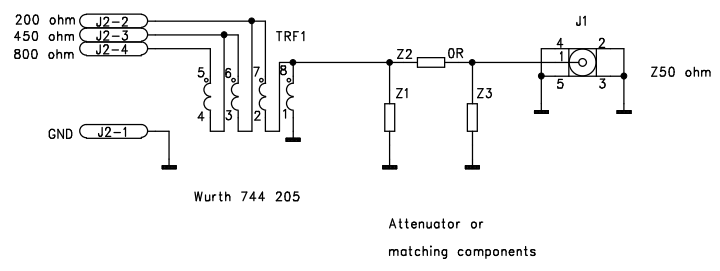 200 ohm J2-2
450 ohm J2-3
800 ohm J2-4
GND J2-1
TRF1
5 6 7 8
4 3 2 1
Wurth 744 205
Z2 0R
Z1
Z3
Attenuator or
matching components
J1
4 2
1
5 3
Z50 ohm